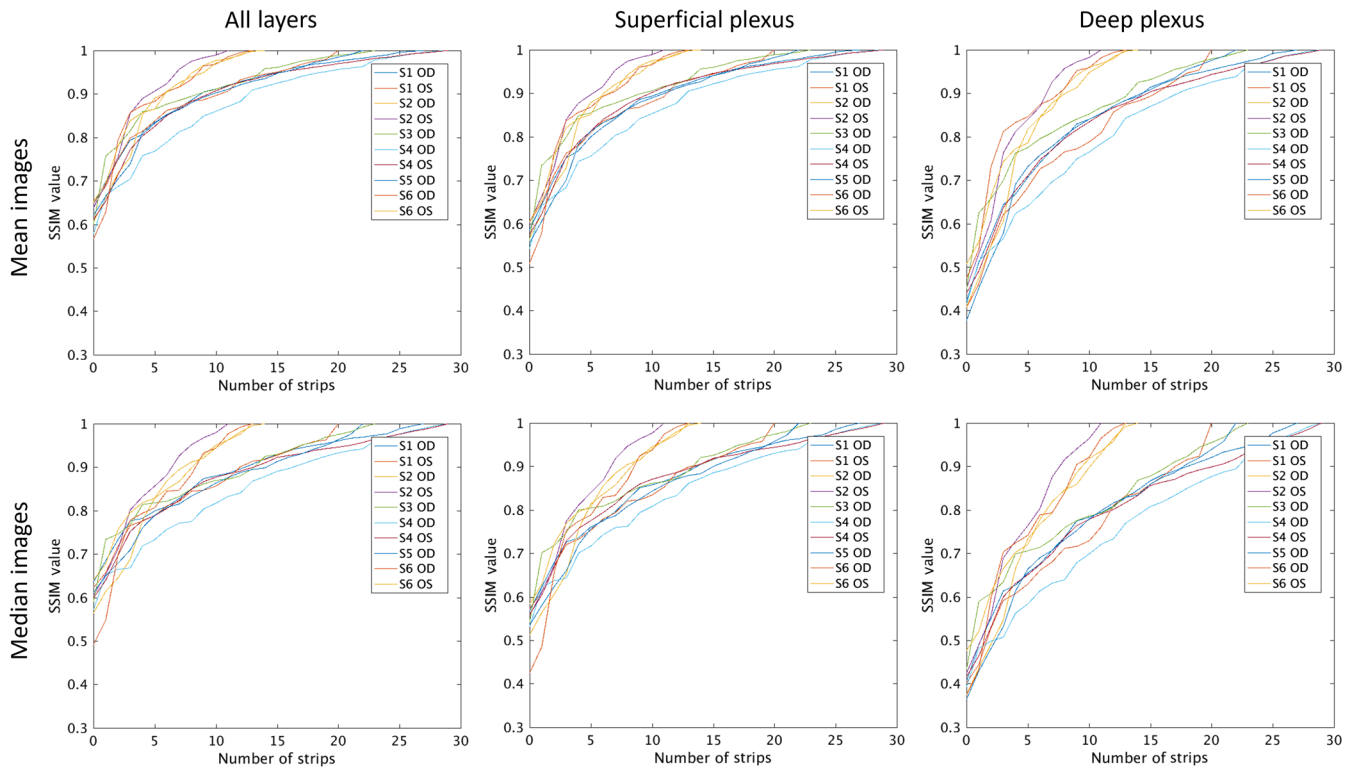 All layers
Superficial plexus
Deep plexus
Mean images
SSIM value
1
0.9
0.8
0.7
0.6
0.5
0.4
0.3
0 5 10 15 20 25 30
Number of strips
S1 OD
S1 OS
S2 OD
S2 OS
S3 OD
S4 OD
S4 OS
S5 OD
S6 OD
S6 OS
SSIM value
1
0.9
0.8
0.7
0.6
0.5
0.4
0.3
0 5 10 15 20 25 30
Number of strips
S1 OD
S1 OS
S2 OD
S2 OS
S3 OD
S4 OD
S4 OS
S5 OD
S6 OD
S6 OS
SSIM value
1
0.9
0.8
0.7
0.6
0.5
0.4
0.3
0 5 10 15 20 25 30
Number of strips
S1 OD
S1 OS
S2 OD
S2 OS
S3 OD
S4 OD
S4 OS
S5 OD
S6 OD
S6 OS
Median images
SSIM value
1
0.9
0.8
0.7
0.6
0.5
0.4
0.3
0 5 10 15 20 25 30
Number of strips
S1 OD
S1 OS
S2 OD
S2 OS
S3 OD
S4 OD
S4 OS
S5 OD
S6 OD
S6 OS
SSIM value
1
0.9
0.8
0.7
0.6
0.5
0.4
0.3
0 5 10 15 20 25 30
Number of strips
S1 OD
S1 OS
S2 OD
S2 OS
S3 OD
S4 OD
S4 OS
S5 OD
S6 OD
S6 OS
SSIM value
1
0.9
0.8
0.7
0.6
0.5
0.4
0.3
0 5 10 15 20 25 30
Number of strips
S1 OD
S1 OS
S2 OD
S2 OS
S3 OD
S4 OD
S4 OS
S5 OD
S6 OD
S6 OS